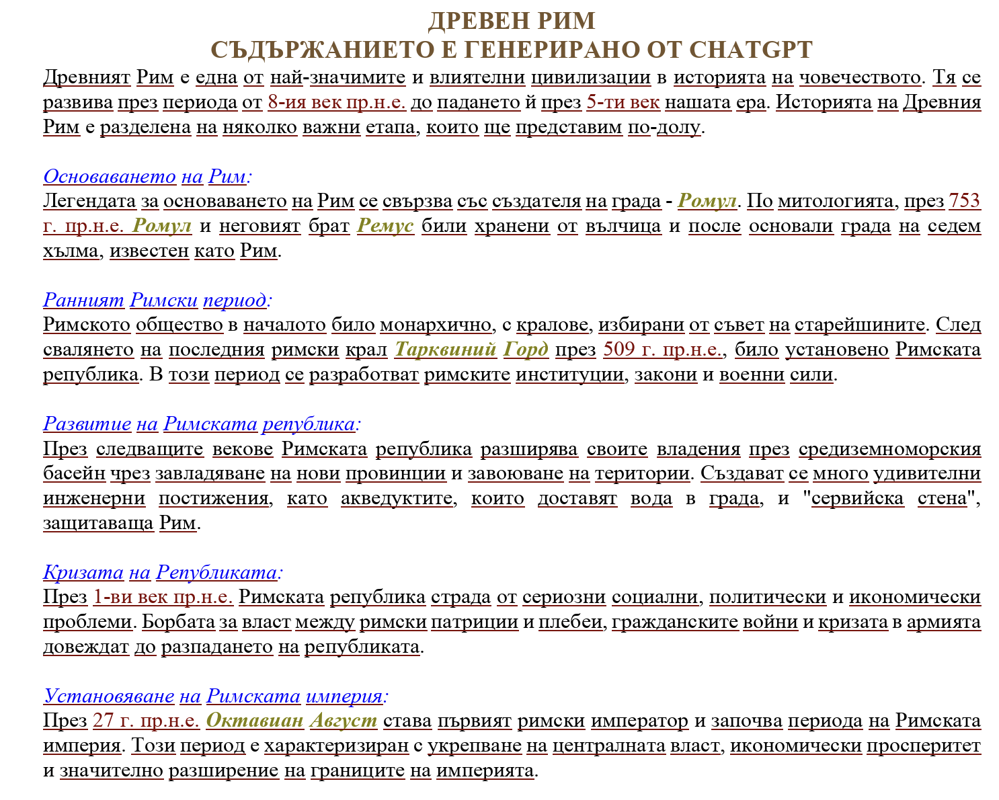 ДРЕВЕН РИМ
СЪДЪРЖАНИЕТО Е ГЕНЕРИРАНО ОТ CHATGPT
Древният Рим е една от най-значимите и влиятелни цивилизации в историята на човечеството. Тя се
развива през периода от 8-ия век пр.н.е. до падането й през 5-ти век нашата ера. Историята на Древния
Рим е разделена на няколко важни етапа, които ще представим по-долу.
Основаването на Рим:
Легендата за основаването на Рим се свързва със създателя на града - Ромул. По митологията, през 753
г. пр.н.е. Ромул и неговият брат Ремус били хранени от вълчица и после основали града на седем
хълма, известен като Рим.
Ранният Римски период:
Римското общество в началото било монархично, с кралове, избирани от съвет на старейшините. След
свалянето на последния римски крал Тарквиний Горд през 509 г. пр.н.е., било установено Римската
република. В този период се разработват римските институции, закони и военни сили.
Развитие на Римската република:
През следващите векове Римската република разширява своите владения през средиземноморския
басейн чрез завладяване на нови провинции и завоюване на територии. Създават се много удивителни
инженерни постижения, като акведуктите, които доставят вода в града, и "сервийска стена",
защитаваща Рим.
Кризата на Републиката:
През 1-ви век пр.н.е. Римската република страда от сериозни социални, политически и икономически
проблеми. Борбата за власт между римски патриции и плебеи, гражданските войни и кризата в армията
довеждат до разпадането на републиката.
Установяване на Римската империя:
През 27 г. пр.н.е. Октавиан Август става първият римски император и започва периода на Римската
империя. Този период е характеризиран с укрепване на централната власт, икономически просперитет
и значително разширение на границите на империята.